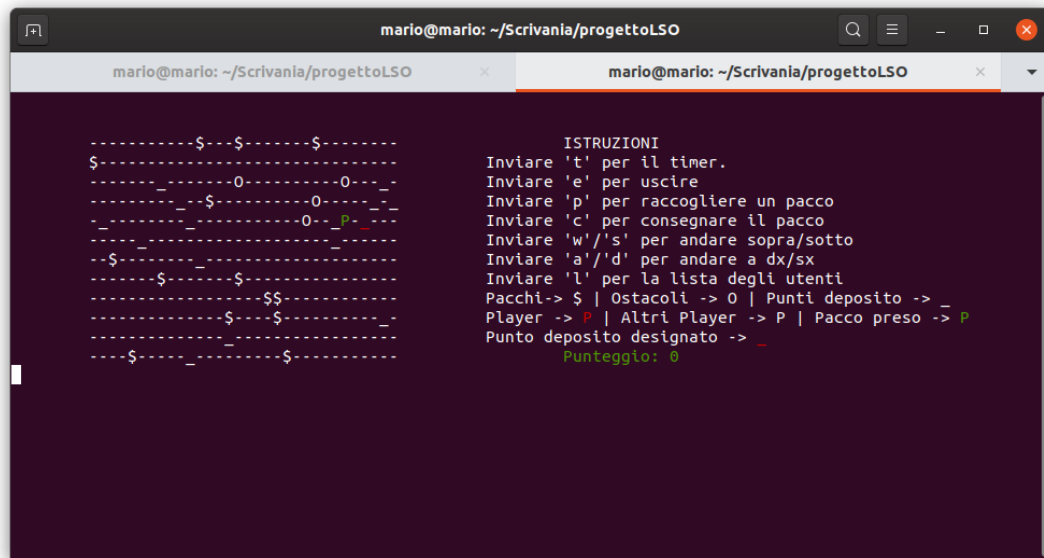 mario@mario: ~/Scrivania/progettoLSO
mario@mario: ~/Scrivania/progettoLSO × mario@mario: ~/Scrivania/progettoLSO ×
-----------$---$-------$-------- ISTRUZIONI
$------------------------------- Inviare 't' per il timer.
-------_-------O----------O---_- Inviare 'e' per uscire
---------_--$----------O-----_-_ Inviare 'p' per raccogliere un pacco
-_--------_-----------O--_P-_--- Inviare 'c' per consegnare il pacco
------_------------------_------ Inviare 'w'/'s' per andare sopra/sotto
--$--------_-------------------- Inviare 'a'/'d' per andare a dx/sx
-------$-------$---------------- Inviare 'l' per la lista degli utenti
------------------$$------------ Pacchi-> $ | Ostacoli -> O | Punti deposito -> _
--------------$----$----------_- Player -> P | Altri Player -> P | Pacco preso -> P
--------------_----------------- Punto deposito designato -> _
----$-----_---------$----------- Punteggio: 0